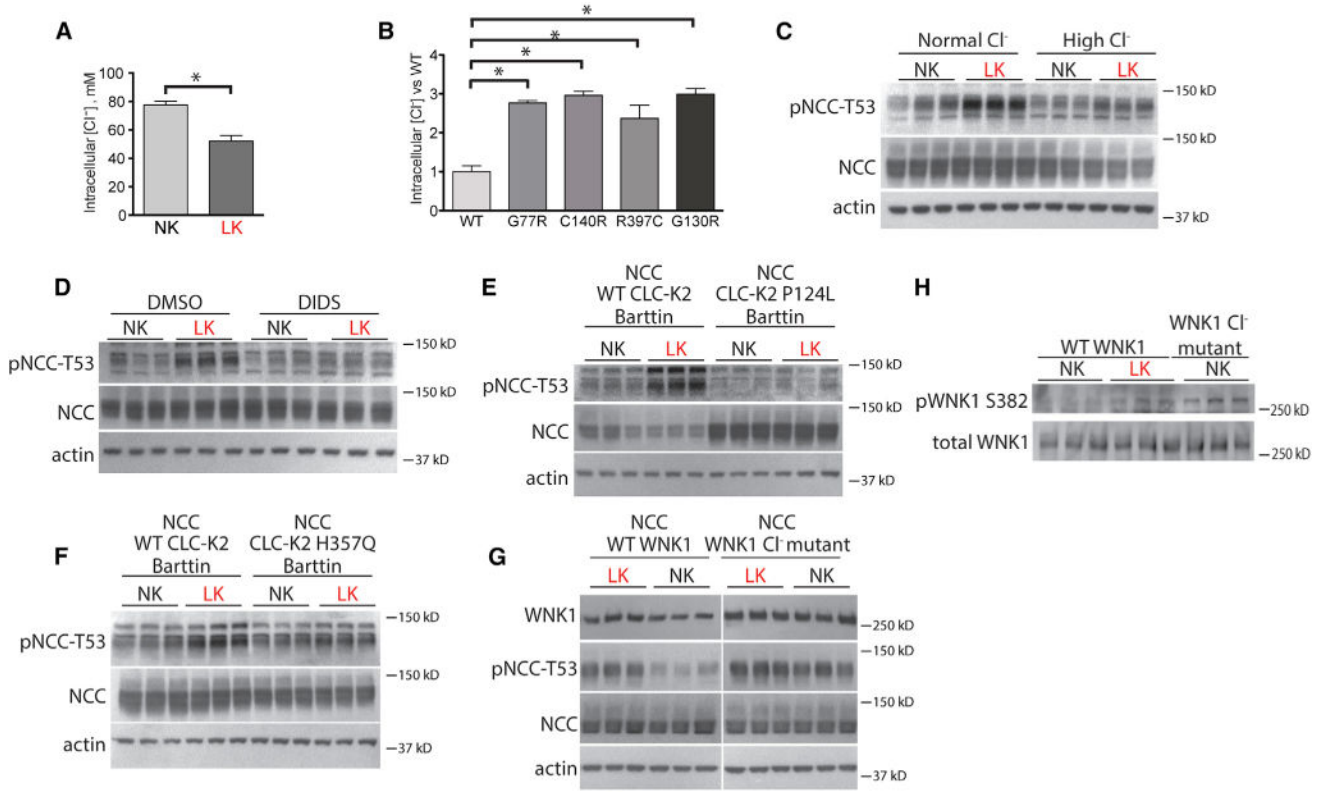 A
Intracellular [Cl⁻], mM
100
80
60
40
20
0
*
NK
LK
B
Intracellular [Cl⁻] vs WT
4
3
2
1
0
*
*
*
*
WT
G77R
C140R
R397C
G130R
C
Normal Cl⁻
High Cl⁻
NK
LK
NK
LK
pNCC-T53
150 kD
150 kD
NCC
actin
37 kD
D
DMSO
DIDS
NK
LK
NK
LK
150 kD
pNCC-T53
150 kD
NCC
actin
37 kD
E
NCC
WT CLC-K2
Barttin
NCC
CLC-K2 P124L
Barttin
NK
LK
NK
LK
150 kD
pNCC-T53
150 kD
NCC
actin
37 kD
H
WT WNK1
WNK1 Cl⁻
mutant
NK
LK
NK
pWNK1 S382
250 kD
total WNK1
250 kD
F
NCC
WT CLC-K2
Barttin
NCC
CLC-K2 H357Q
Barttin
NK
LK
NK
LK
150 kD
pNCC-T53
150 kD
NCC
actin
37 kD
G
NCC
WT WNK1
NCC
WNK1 Cl⁻ mutant
LK
NK
LK
NK
WNK1
250 kD
150 kD
pNCC-T53
150 kD
NCC
actin
37 kD